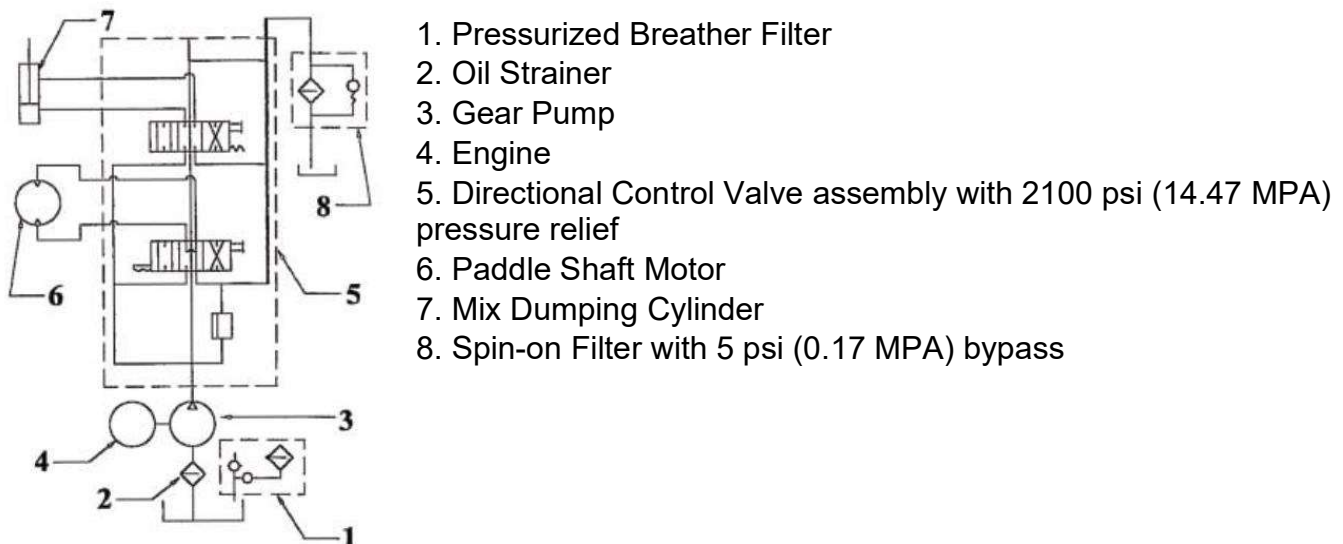 7
8
6
5
3
4
2
1
1. Pressurized Breather Filter
2. Oil Strainer
3. Gear Pump
4. Engine
5. Directional Control Valve assembly with 2100 psi (14.47 MPA)
pressure relief
6. Paddle Shaft Motor
7. Mix Dumping Cylinder
8. Spin-on Filter with 5 psi (0.17 MPA) bypass